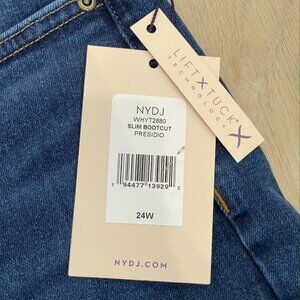 LIFT X TUCK®
TECHNOLOGY
NYDJ
WHYT2880
SLIM BOOTCUT
PRESIDIO
1 94477 13929 2
24W
NYDJ.COM